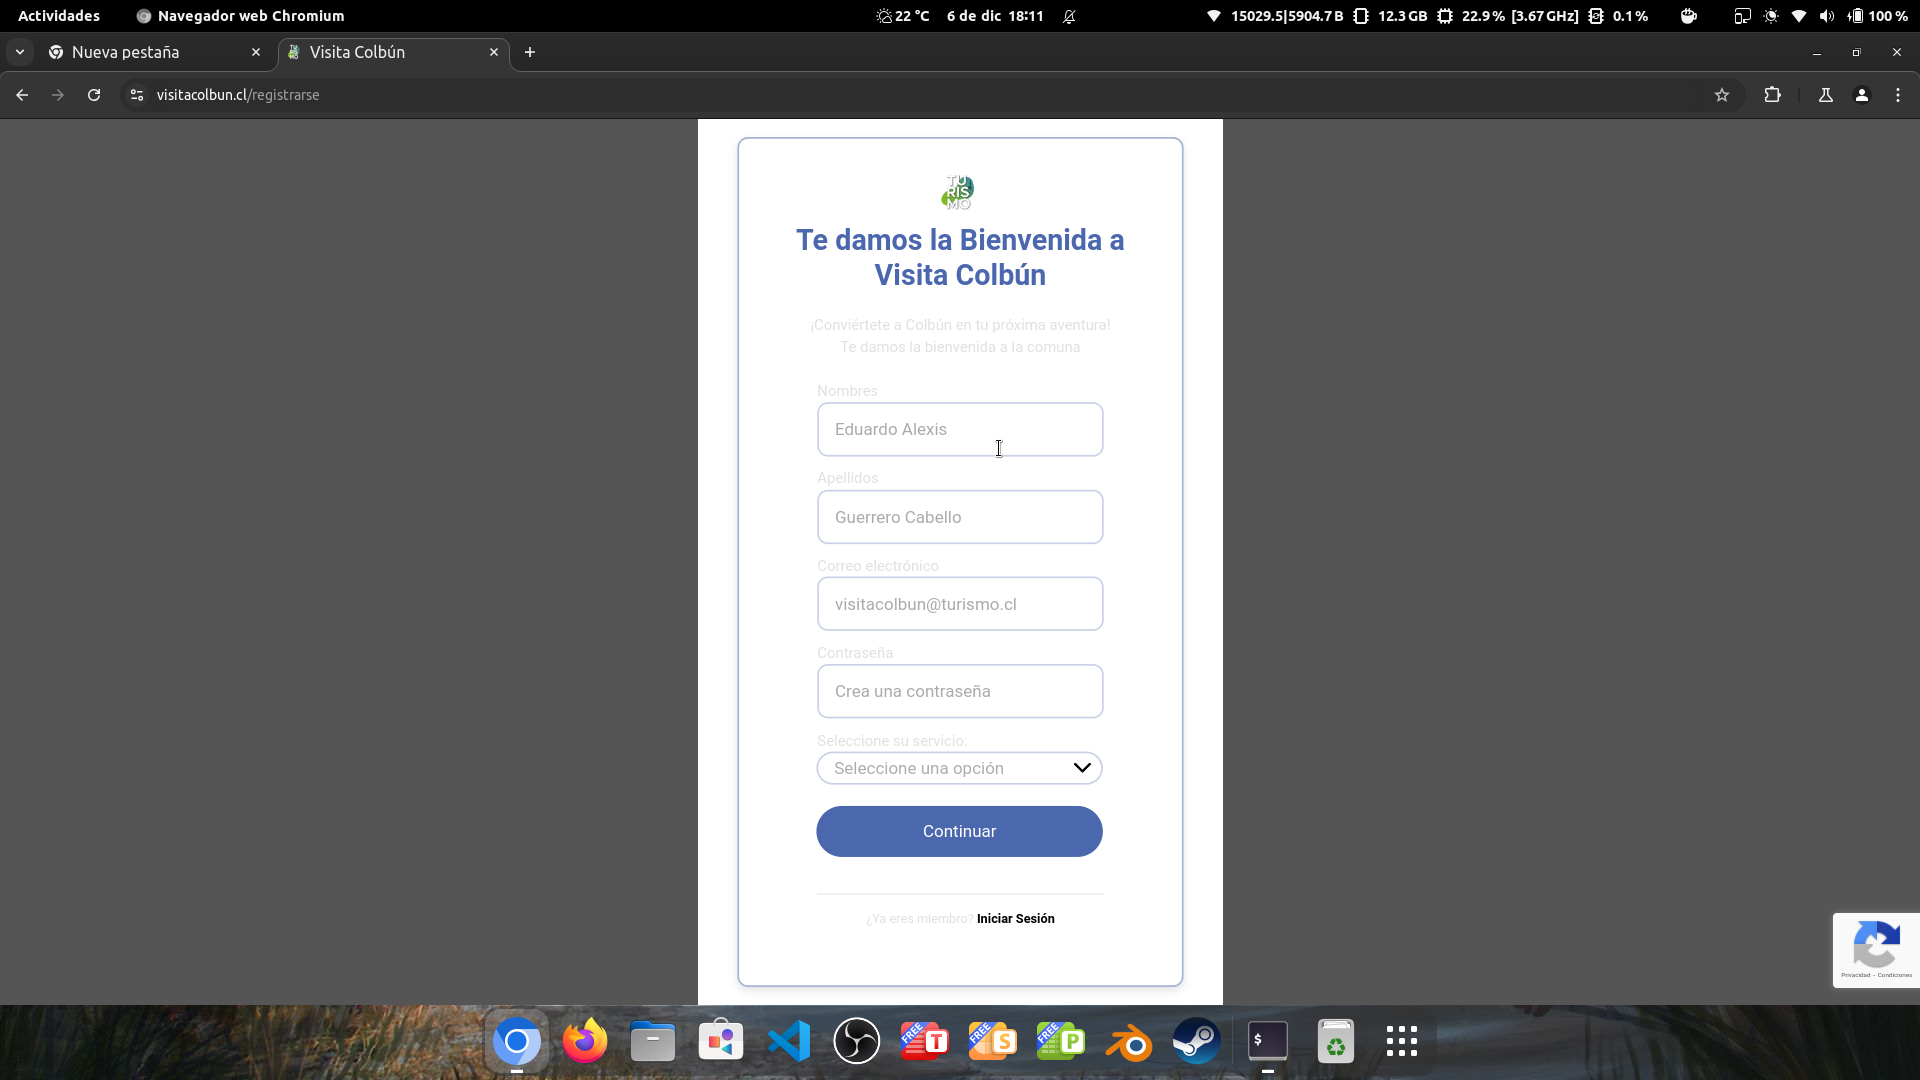 Actividades
Navegador web Chromium
22 °C
6 de dic 18:11
15029.5|5904.7 B
12.3 GB
22.9 % [3.67 GHz]
0.1 %
100 %
Nueva pestaña
Visita Colbún
visitacolbun.cl/registrarse
TU
RIS
MO
Te damos la Bienvenida a
Visita Colbún
¡Conviértete a Colbún en tu próxima aventura!
Te damos la bienvenida a la comuna
Nombres
Eduardo Alexis
Apellidos
Guerrero Cabello
Correo electrónico
visitacolbun@turismo.cl
Contraseña
Crea una contraseña
Seleccione su servicio:
Seleccione una opción
Continuar
¿Ya eres miembro? Iniciar Sesión
Privacidad - Condiciones
FREE T
FREE S
FREE P
$